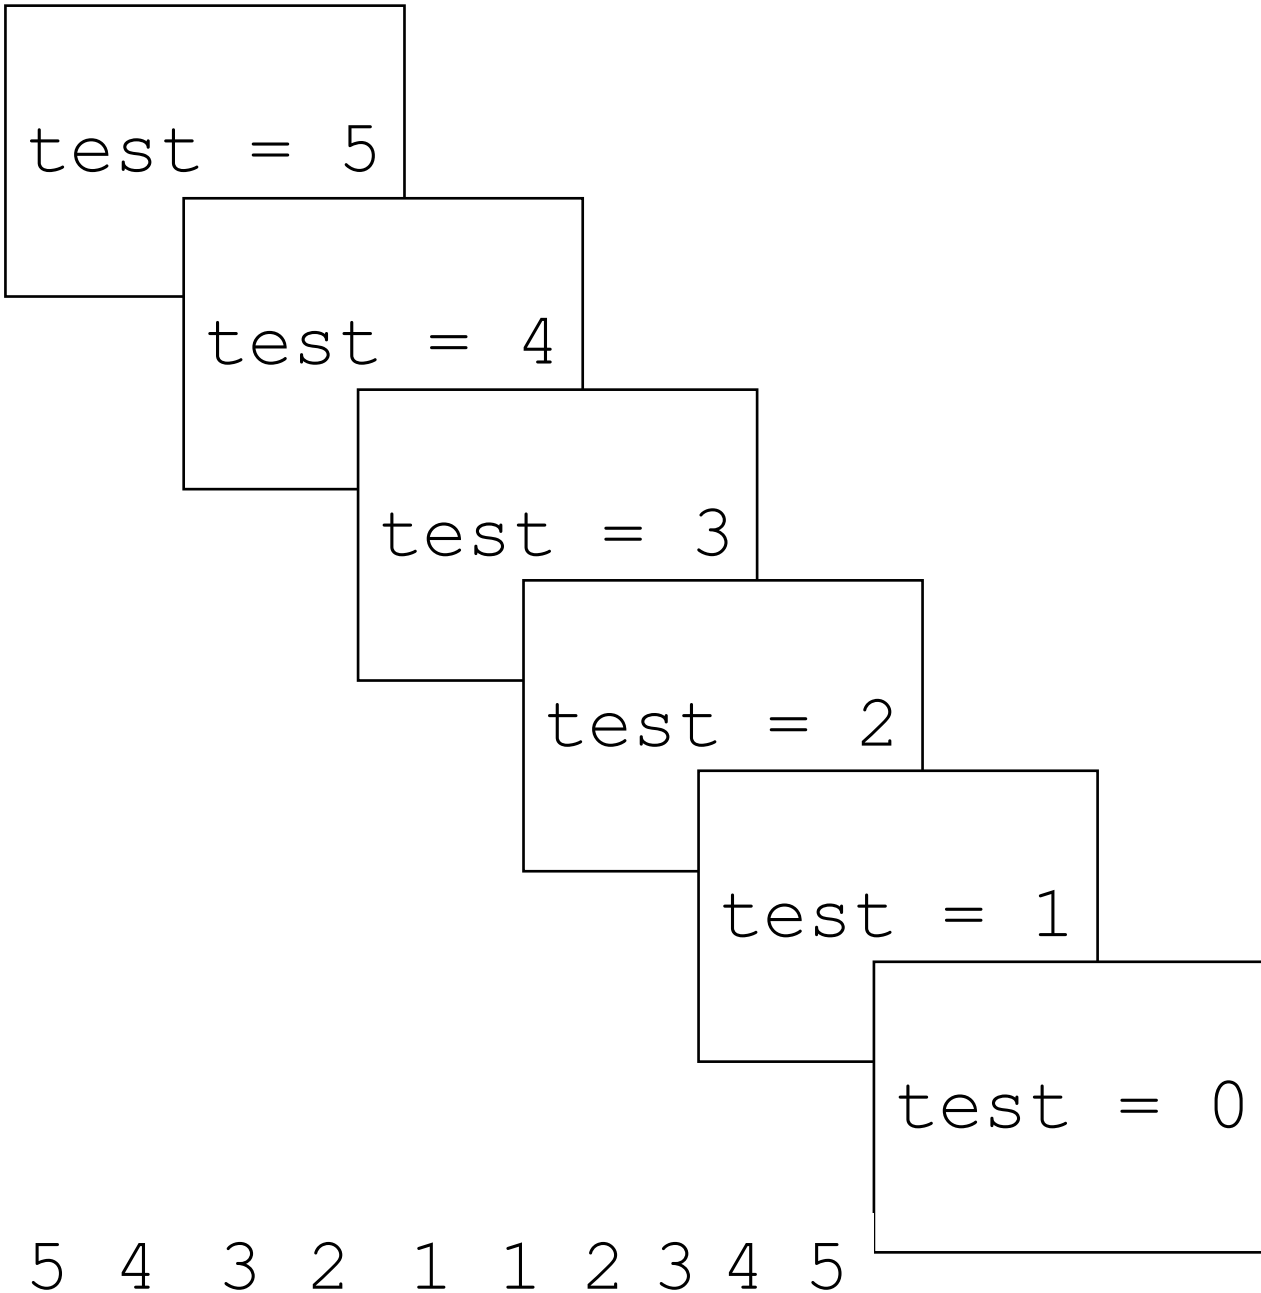 test = 5
test = 4
test = 3
test = 2
test = 1
test = 0
5 4 3 2 1 1 2 3 4 5